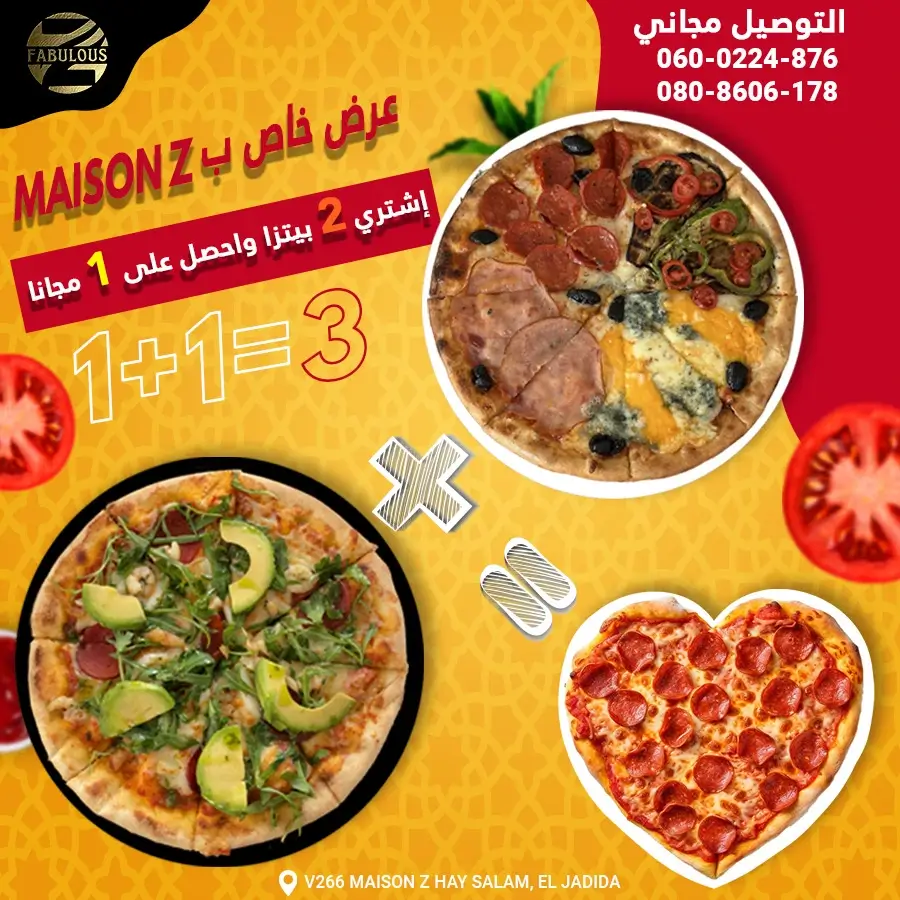 FABULOUS
التوصيل مجاني
060-0224-876
080-8606-178
عرض خاص ب MAISON Z
إشتري 2 بيتزا واحصل على 1 مجانا
1+1=3
V266 MAISON Z HAY SALAM, EL JADIDA